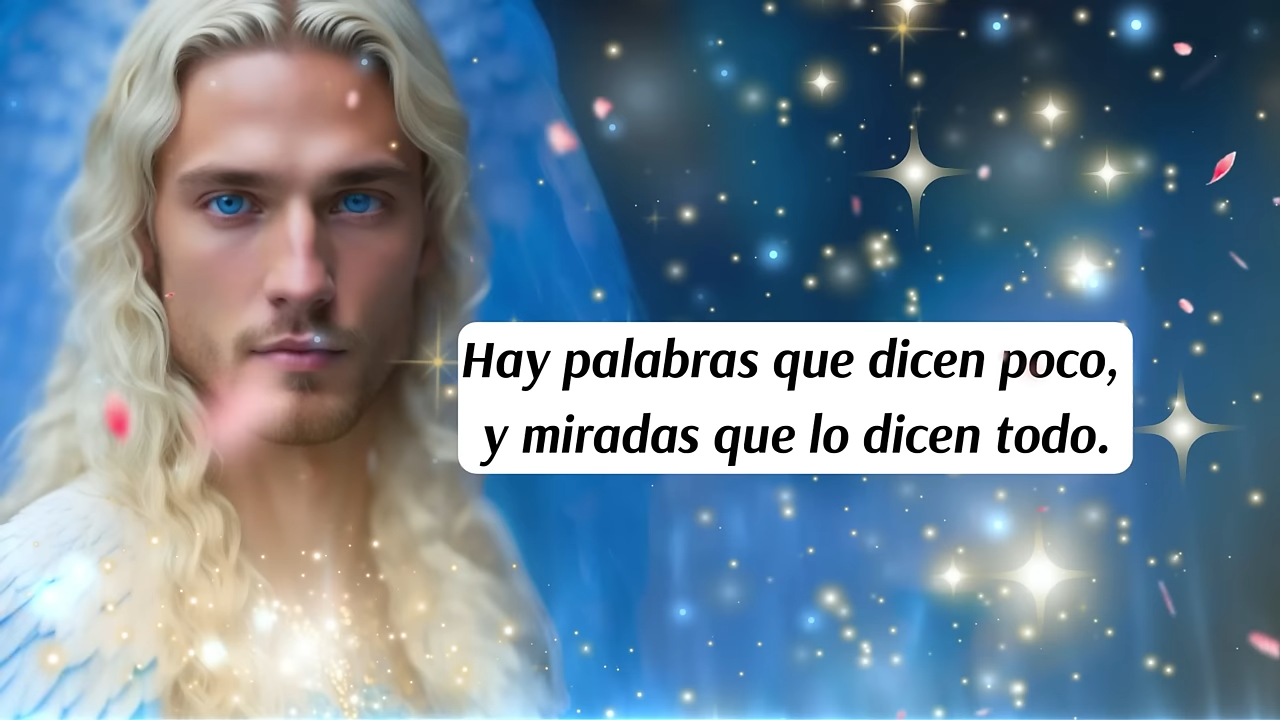 Hay palabras que dicen poco,
y miradas que lo dicen todo.